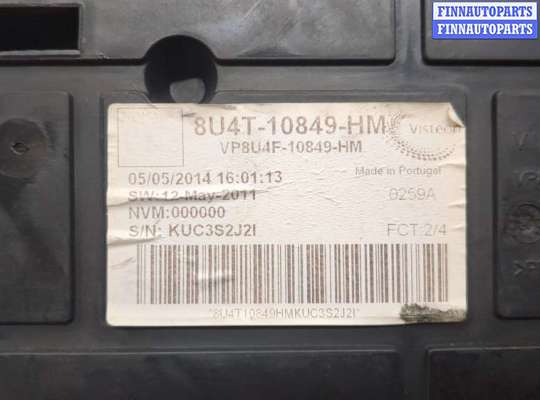 FINNAUTOPARTS
FINNAUTOPARTS
8U4T-10849-HM
Visteon
VP8U4F-10849-HM
05/05/2014 16:01:13
Made in Portugal
SW:12-May-2011
0259A
NVM:000000
S/N: KUC3S2J2I
FCT:2/4
*8U4T10849HMKUC3S2J2I*